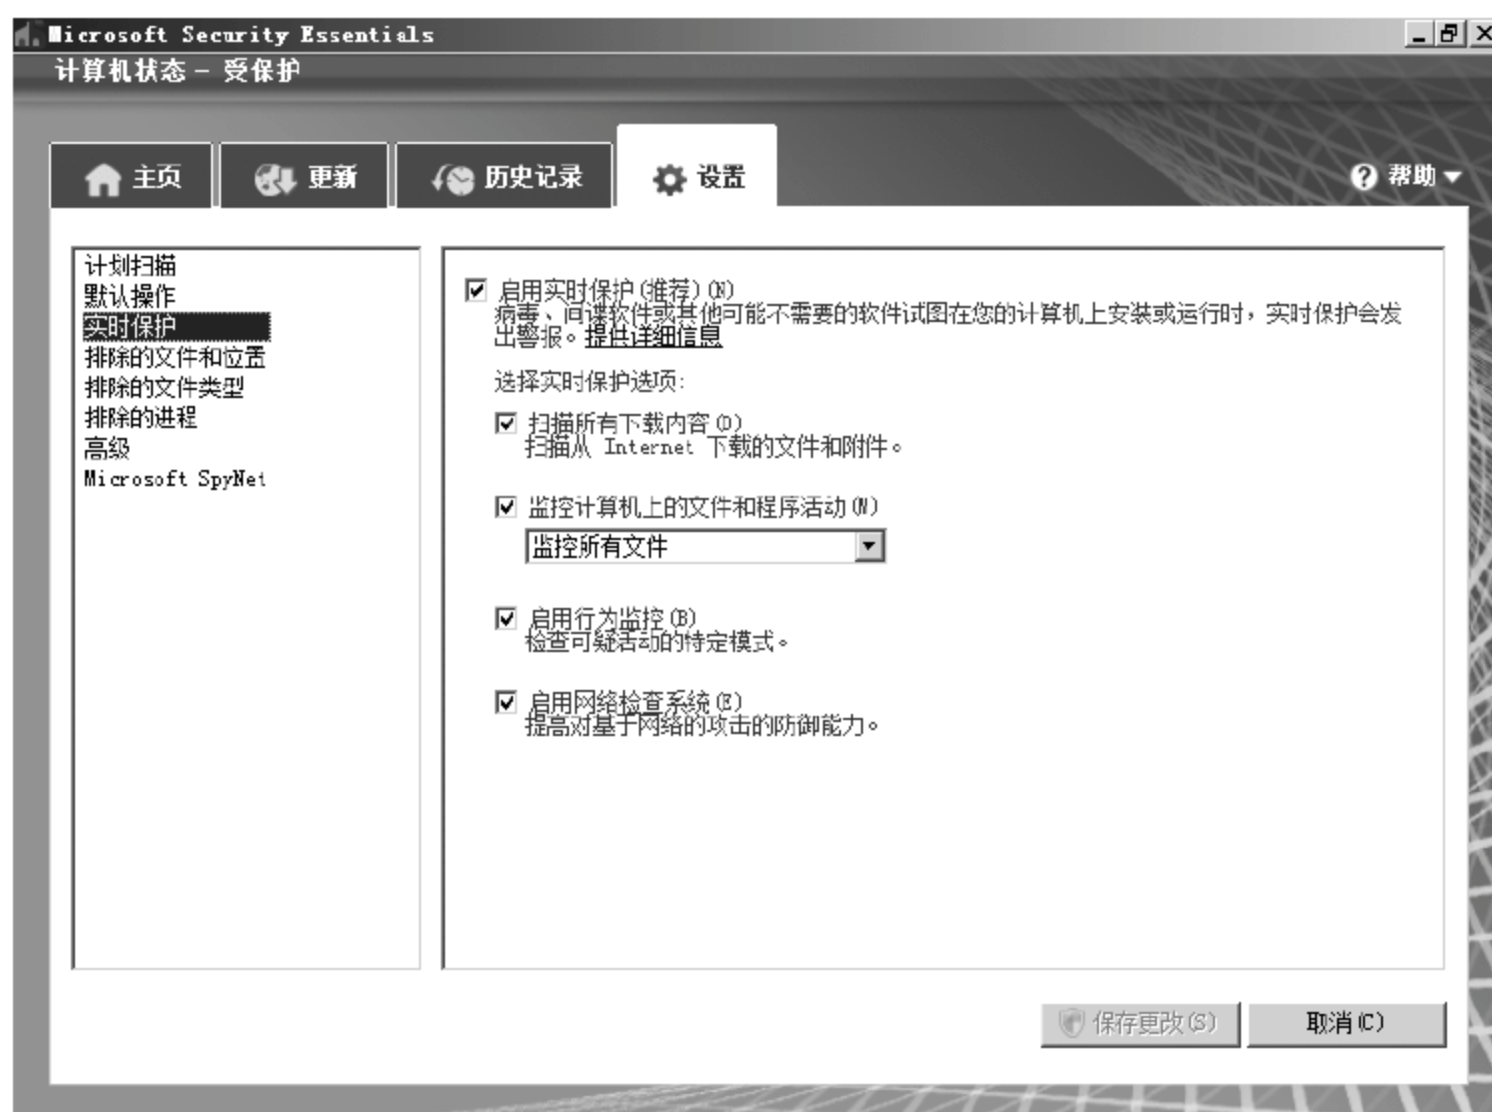 Microsoft Security Essentials
计算机状态 - 受保护
主页
更新
历史记录
设置
帮助
计划扫描
默认操作
实时保护
排除的文件和位置
排除的文件类型
排除的进程
高级
Microsoft SpyNet
启用实时保护(推荐)(N)
病毒、间谍软件或其他可能不需要的软件试图在您的计算机上安装或运行时，实时保护会发
出警报。提供详细信息
选择实时保护选项:
扫描所有下载内容(D)
扫描从 Internet 下载的文件和附件。
监控计算机上的文件和程序活动(M)
监控所有文件
启用行为监控(B)
检查可疑活动的特定模式。
启用网络检查系统(E)
提高对基于网络的攻击的防御能力。
保存更改(S)
取消(C)